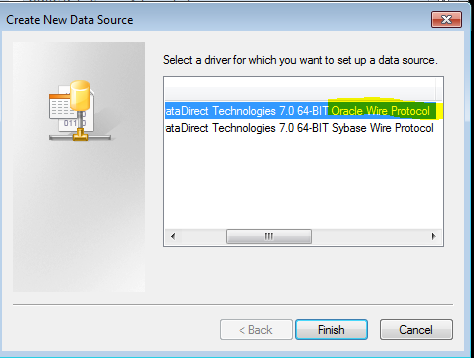 Create New Data Source
Select a driver for which you want to set up a data source.
ataDirect Technologies 7.0 64-BIT Oracle Wire Protocol
ataDirect Technologies 7.0 64-BIT Sybase Wire Protocol
< Back
Finish
Cancel